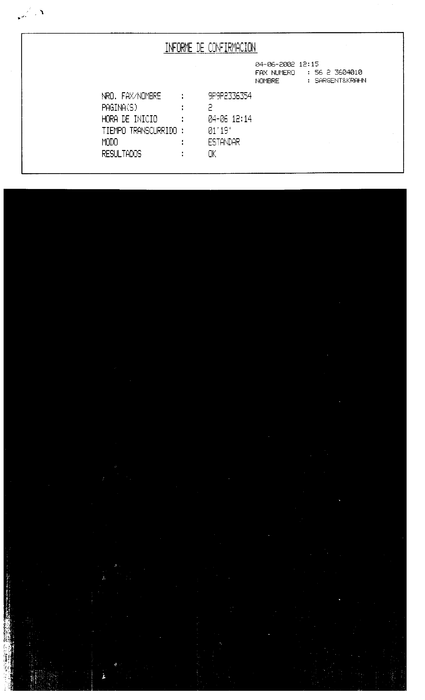 INFORME DE CONFIRMACION
04-06-2002 12:15
FAX NUMERO : 56 2 3604010
NOMBRE : SARGENT&KRAHN
NRO. FAX/NOMBRE : 9P9P2336354
PAGINA(S) : 2
HORA DE INICIO : 04-06 12:14
TIEMPO TRANSCURRIDO : 01'19"
MODO : ESTANDAR
RESULTADOS : OK